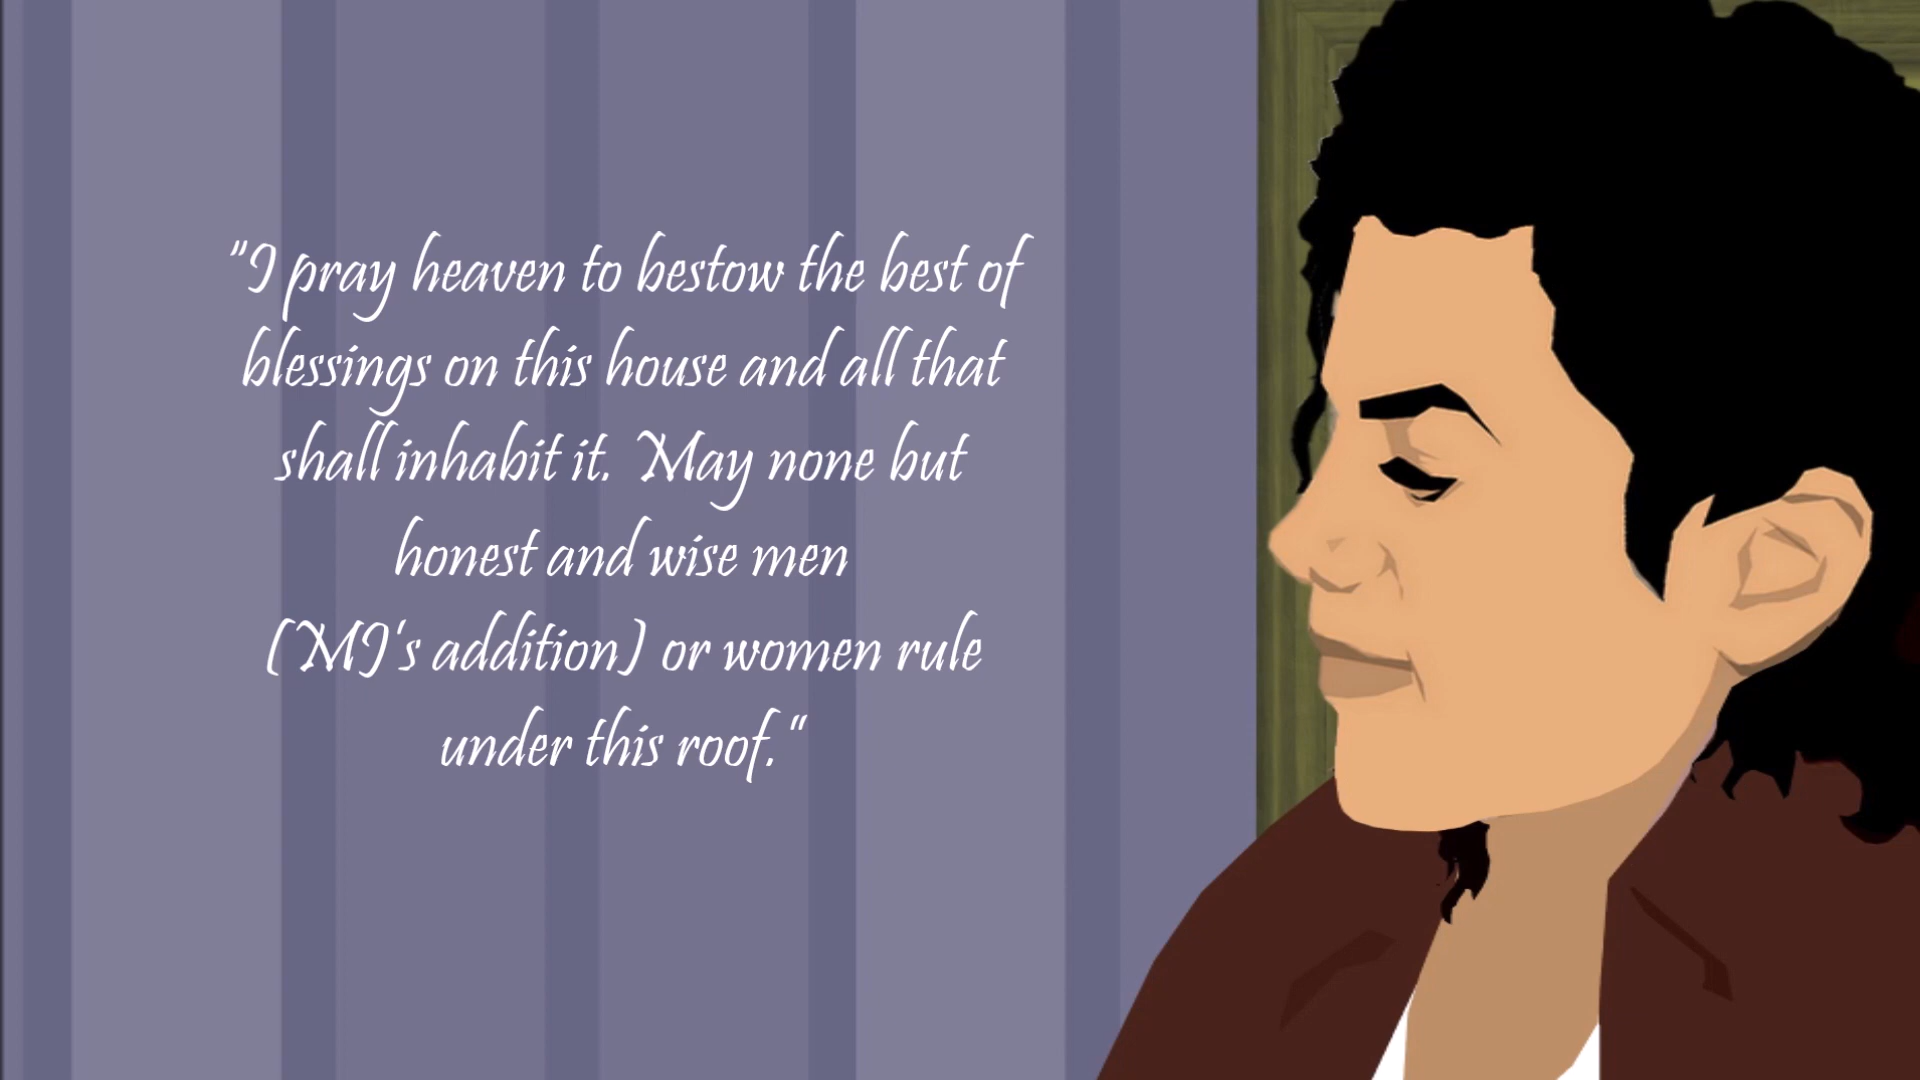 "I pray heaven to bestow the best of
blessings on this house and all that
shall inhabit it. May none but
honest and wise men
(MJ's addition) or women rule
under this roof."